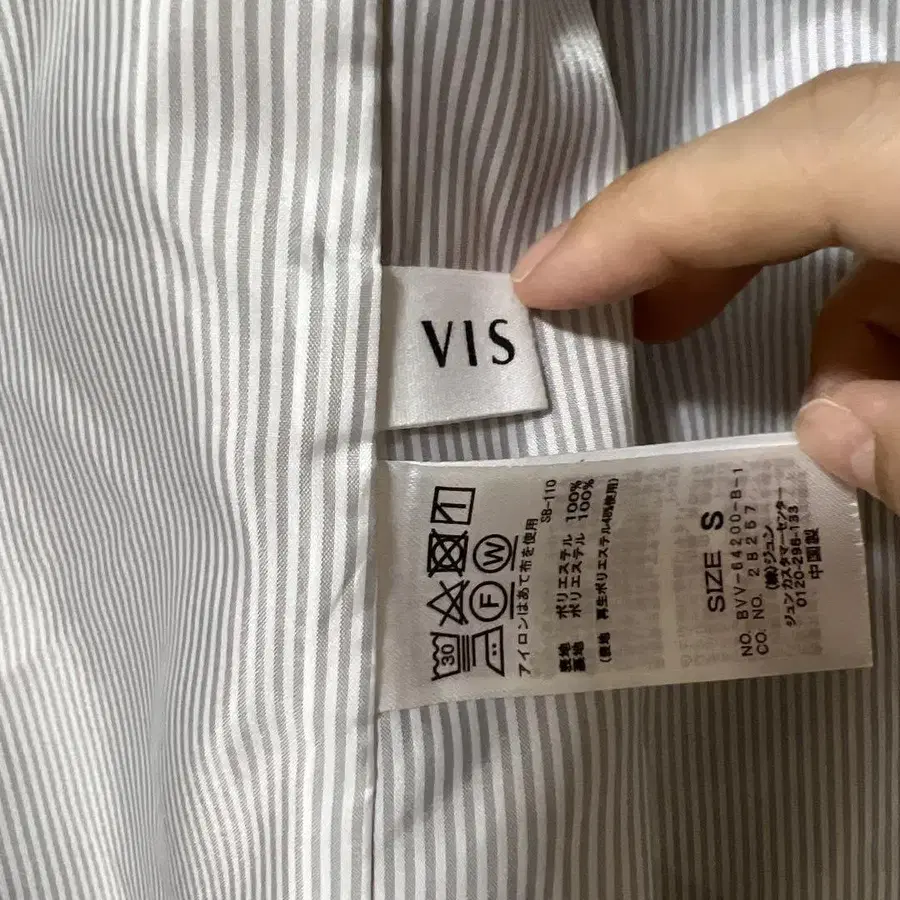 VIS
30
F
W
アイロンはあて布を使用
SB-110
表地 ポリエステル 100%
裏地 ポリエステル 100%
(表地 再生ポリエステル48%使用)
SIZE S
NO. BVV-64200-B-1
CO. NO. 28257
(株)ジュン
ジュンカスタマーセンター
0120-298-133
中国製